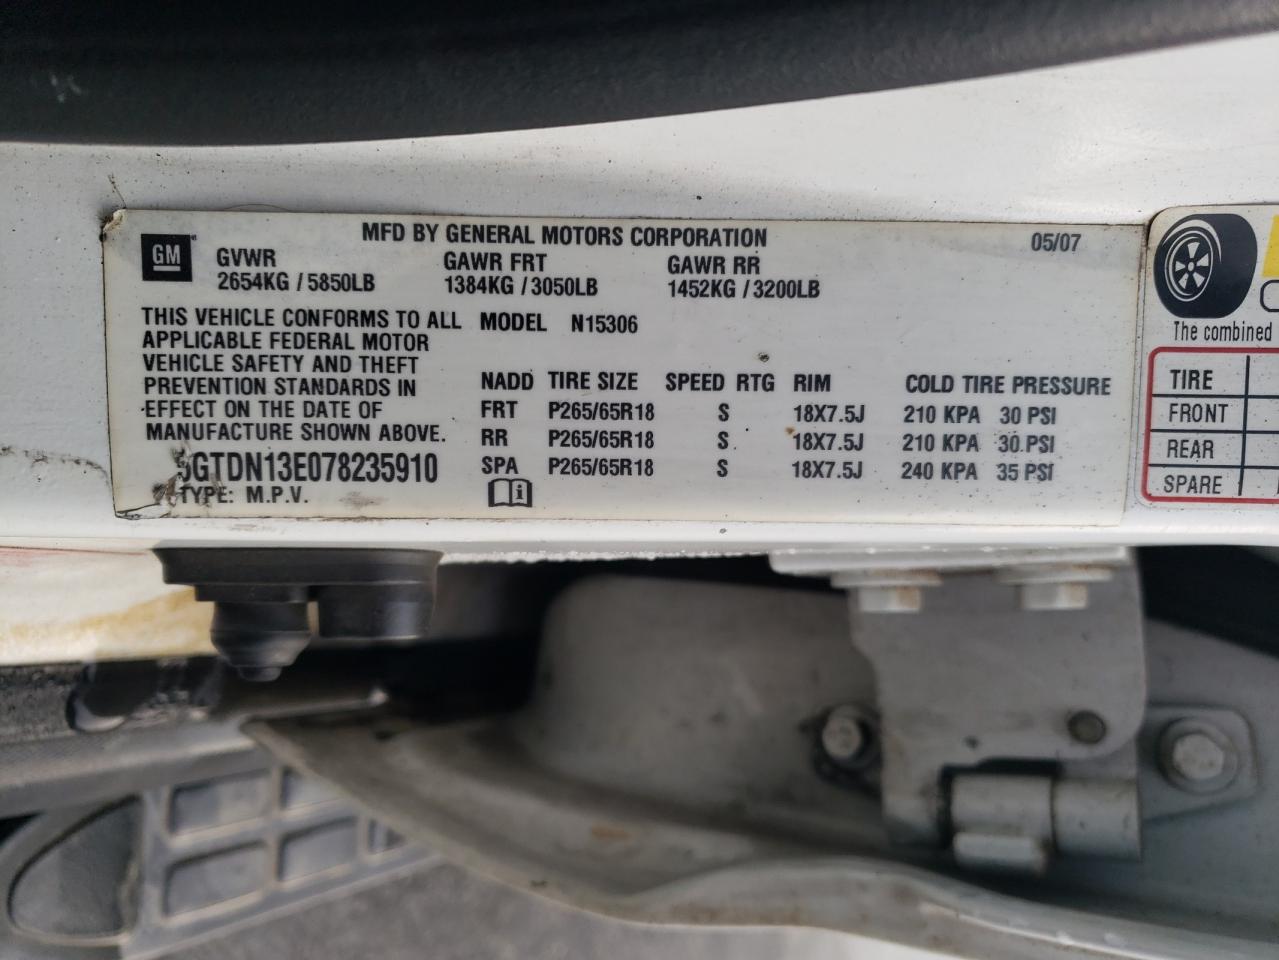 MFD BY GENERAL MOTORS CORPORATION 05/07
GM GVWR GAWR FRT GAWR RR
2654KG / 5850LB 1384KG / 3050LB 1452KG / 3200LB
THIS VEHICLE CONFORMS TO ALL MODEL N15306
APPLICABLE FEDERAL MOTOR
VEHICLE SAFETY AND THEFT
PREVENTION STANDARDS IN
EFFECT ON THE DATE OF
MANUFACTURE SHOWN ABOVE.
5GTDN13E078235910
TYPE: M.P.V.
NADD TIRE SIZE SPEED RTG RIM COLD TIRE PRESSURE
FRT P265/65R18 S 18X7.5J 210 KPA 30 PSI
RR P265/65R18 S 18X7.5J 210 KPA 30 PSI
SPA P265/65R18 S 18X7.5J 240 KPA 35 PSI
The combined
TIRE
FRONT
REAR
SPARE